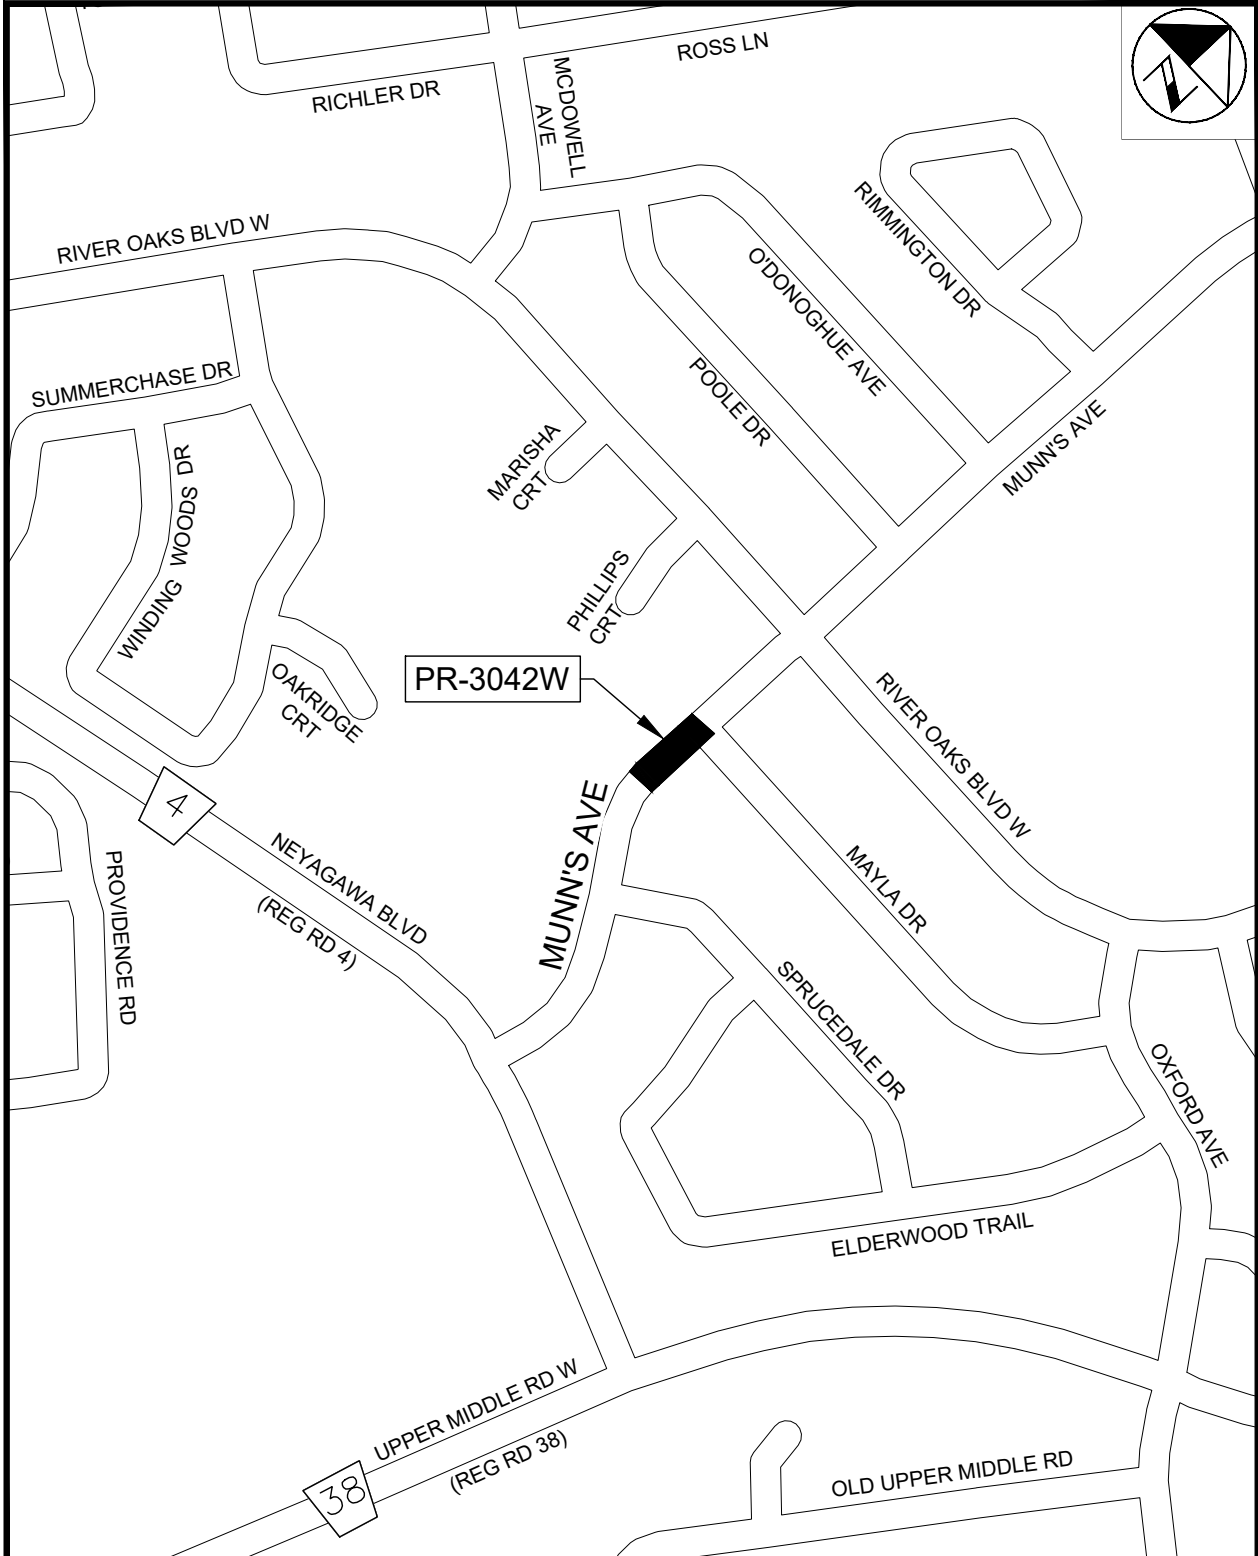 ROSS LN
RICHLER DR
MCDOWELL
AVE
RIMMINGTON DR
RIVER OAKS BLVD W
O'DONOGHUE AVE
SUMMERCHASE DR
POOLE DR
MUNN'S AVE
MARISHA
CRT
WINDING WOODS DR
PHILLIPS
CRT
OAKRIDGE
CRT
PR-3042W
RIVER OAKS BLVD W
4
MUNN'S AVE
NEYAGAWA BLVD
(REG RD 4)
PROVIDENCE RD
MAYLA DR
SPRUCEDALE DR
OXFORD AVE
ELDERWOOD TRAIL
UPPER MIDDLE RD W
(REG RD 38)
38
OLD UPPER MIDDLE RD